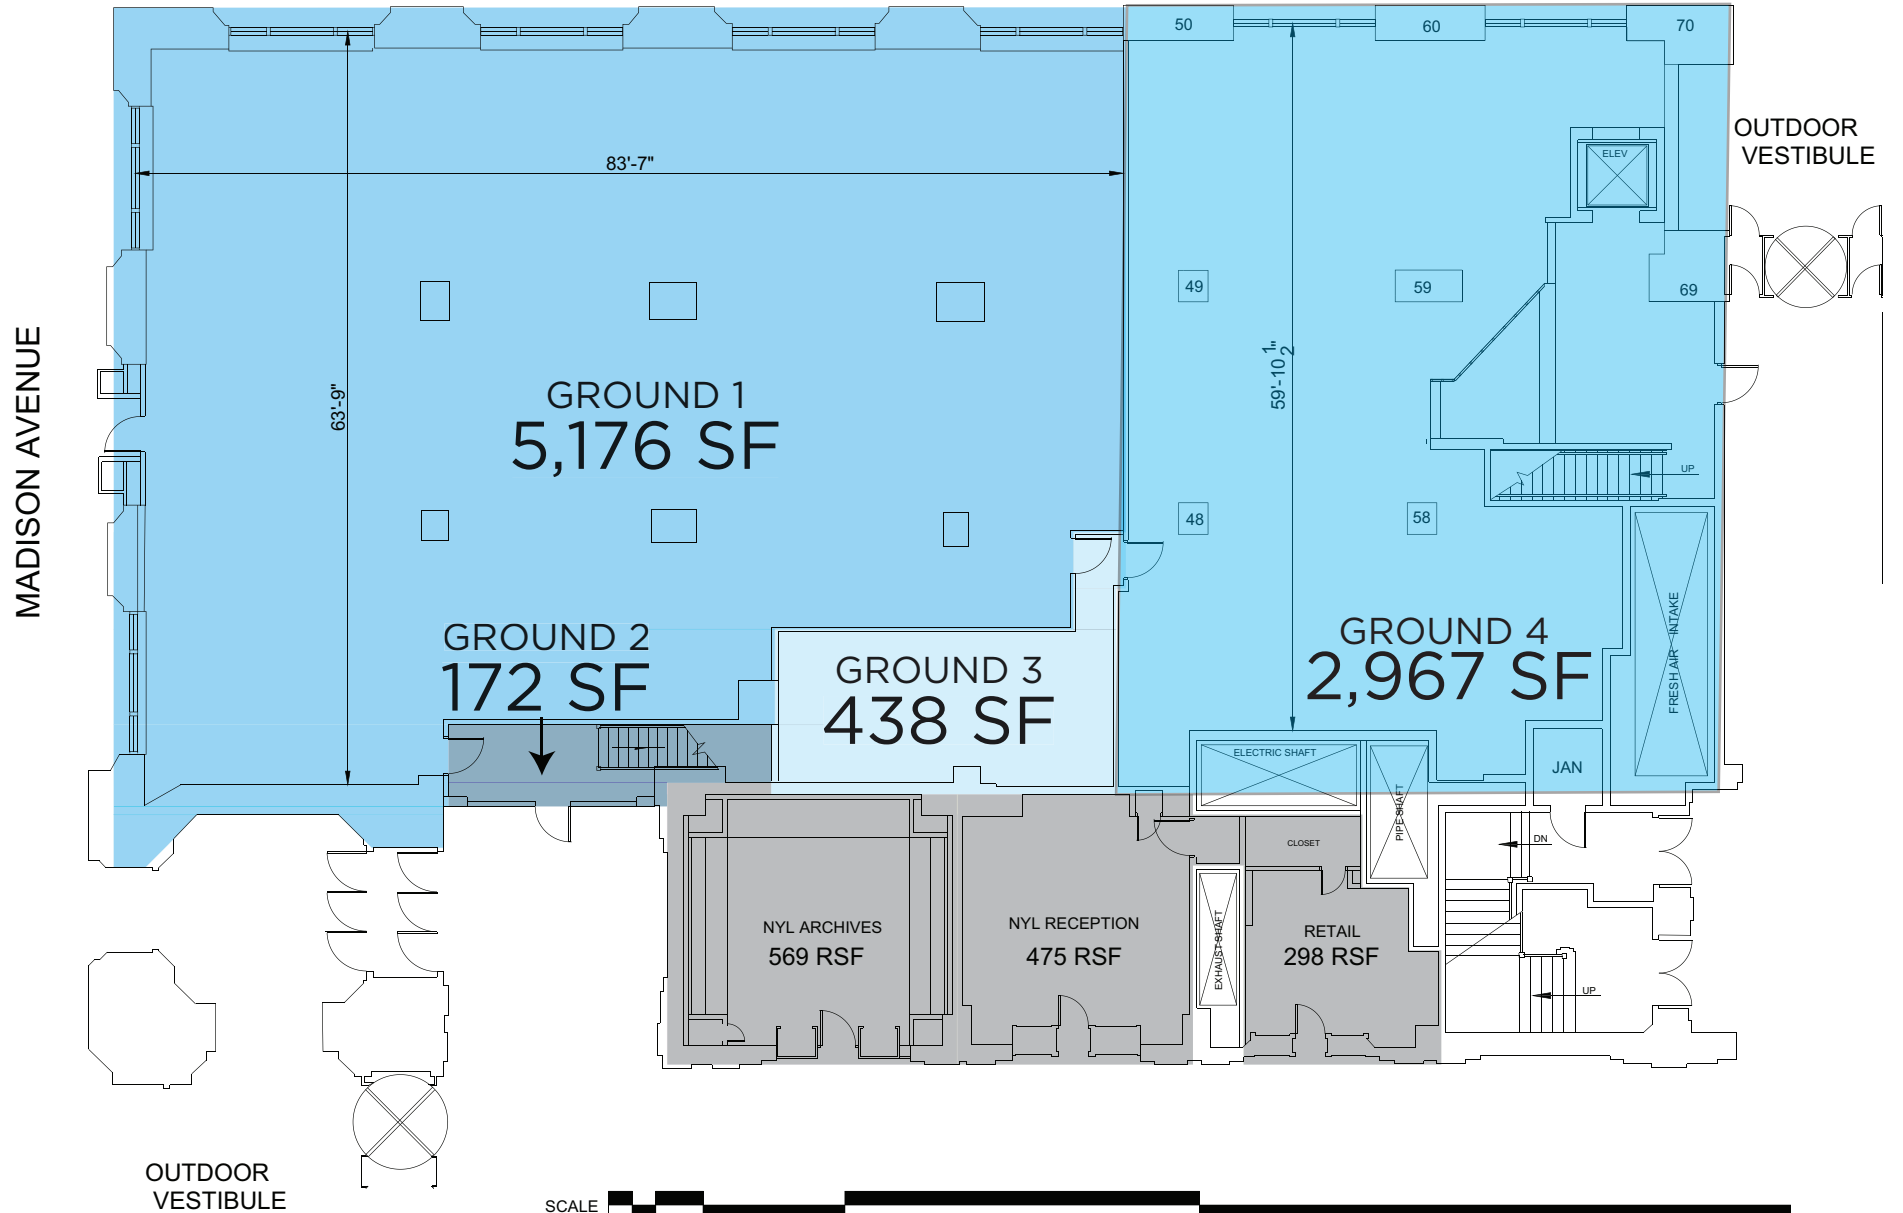 50
60
70
OUTDOOR
VESTIBULE
ELEV
83'-7"
49
59
69
MADISON AVENUE
63'-9"
59'-10 1/2"
GROUND 1
5,176 SF
UP
48
58
FRESH AIR INTAKE
GROUND 2
172 SF
GROUND 3
438 SF
GROUND 4
2,967 SF
ELECTRIC SHAFT
JAN
PIPE SHAFT
CLOSET
DN
NYL ARCHIVES
569 RSF
NYL RECEPTION
475 RSF
EXHAUST SHAFT
RETAIL
298 RSF
UP
OUTDOOR
VESTIBULE
SCALE